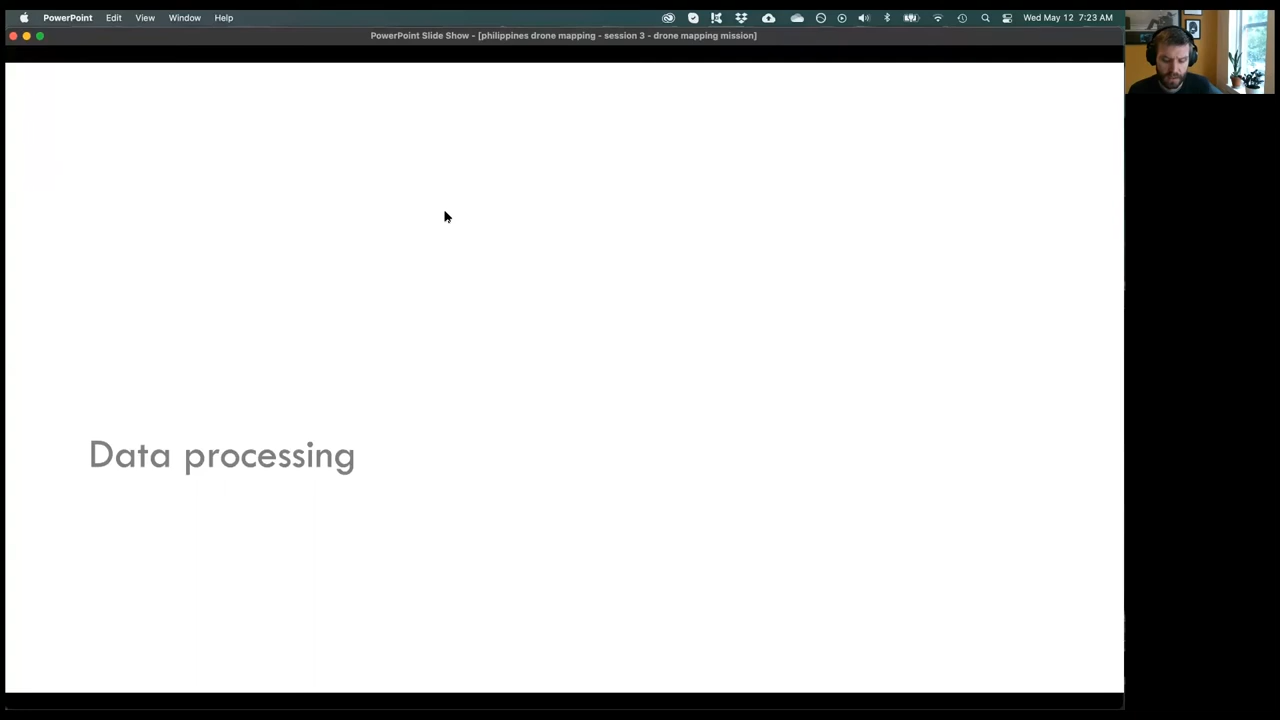 PowerPoint Edit View Window Help Wed May 12 7:23 AM
PowerPoint Slide Show - [philippines drone mapping - session 3 - drone mapping mission]
Data processing